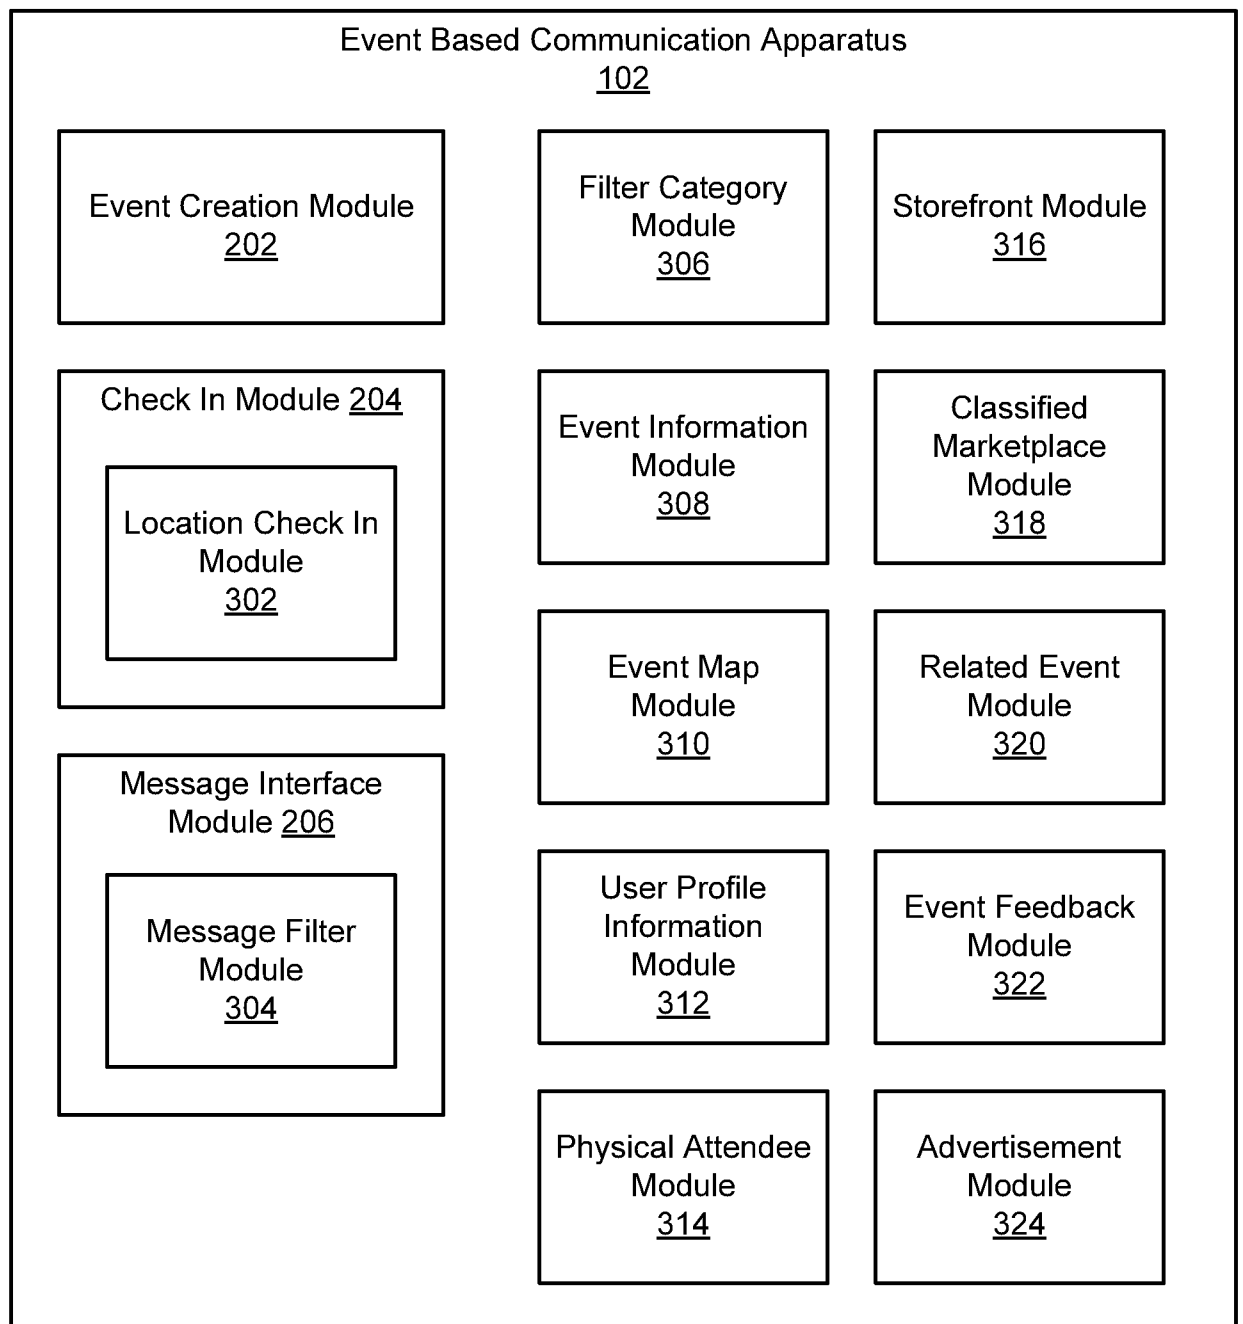 Event Based Communication Apparatus
102
Event Creation Module
202
Check In Module 204
Location Check In
Module
302
Message Interface
Module 206
Message Filter
Module
304
Filter Category
Module
306
Event Information
Module
308
Event Map
Module
310
User Profile
Information
Module
312
Physical Attendee
Module
314
Storefront Module
316
Classified
Marketplace
Module
318
Related Event
Module
320
Event Feedback
Module
322
Advertisement
Module
324